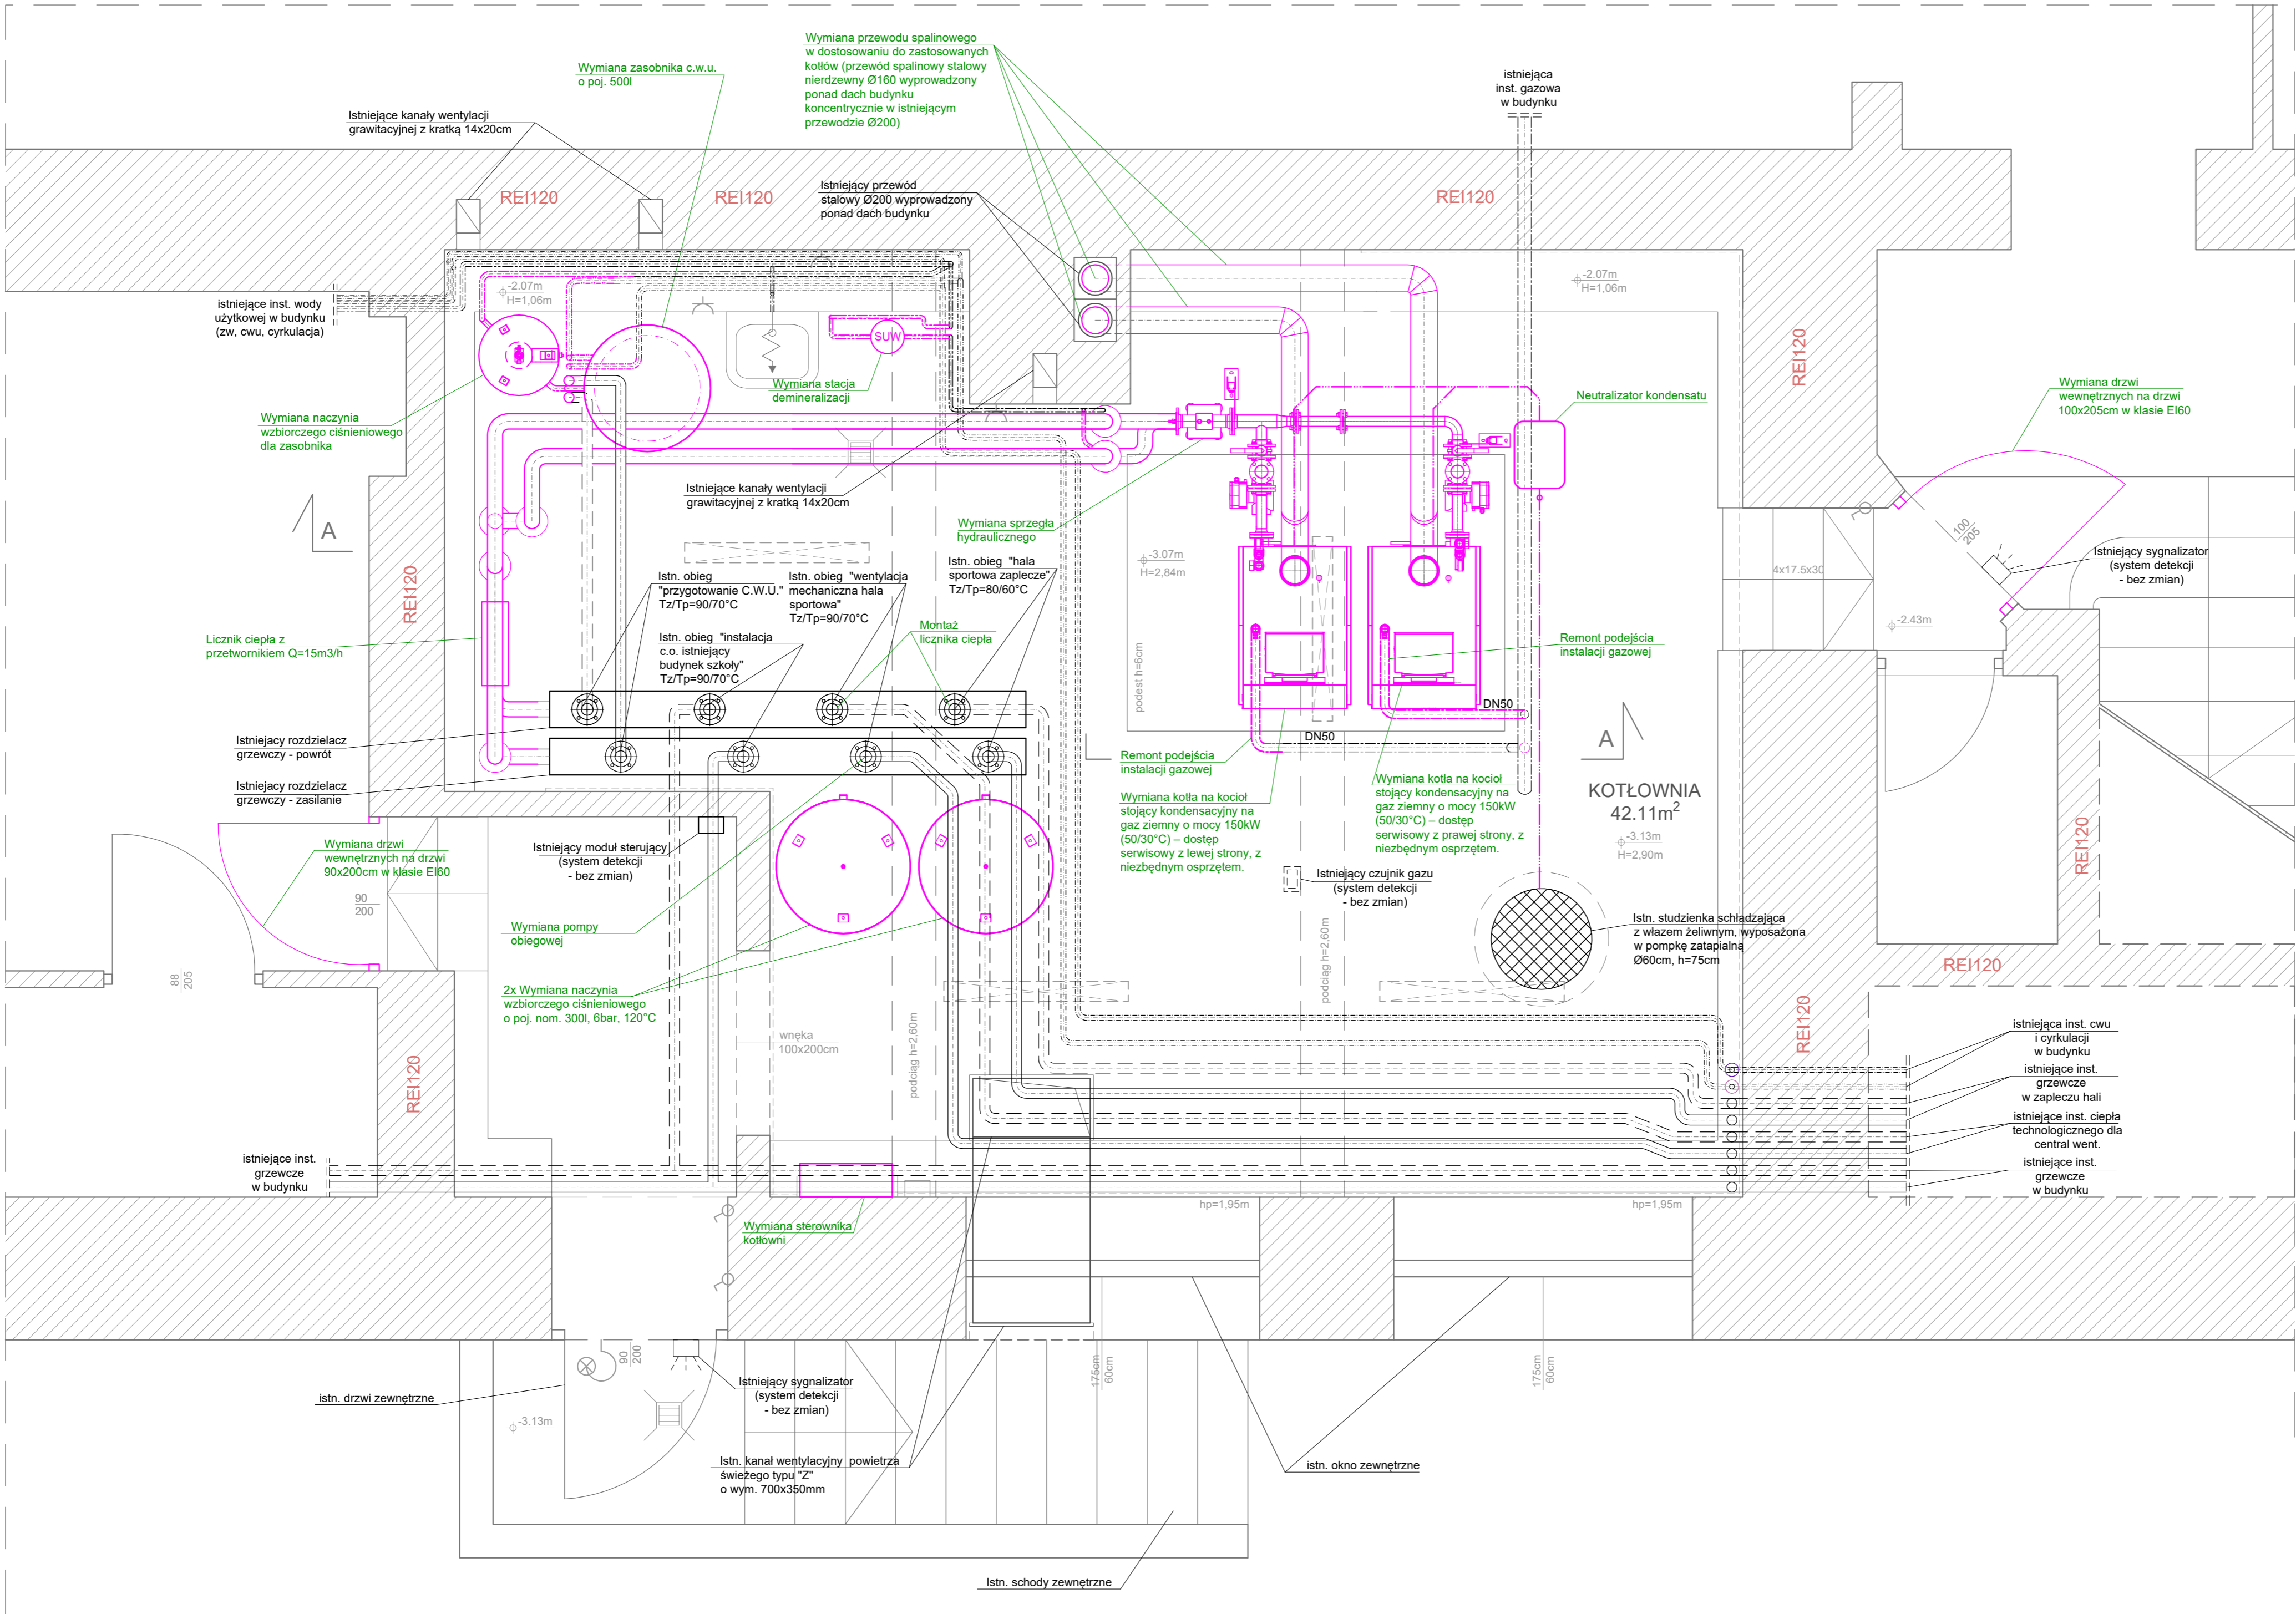 Wymiana przewodu spalinowego
w dostosowaniu do zastosowanych
kotłów (przewód spalinowy stalowy
nierdzewny Ø160 wyprowadzony
ponad dach budynku
koncentrycznie w istniejącym
przewodzie Ø200)
Wymiana zasobnika c.w.u.
o poj. 500l
istniejąca
inst. gazowa
w budynku
Istniejące kanały wentylacji
grawitacyjnej z kratką 14x20cm
REI120
REI120
REI120
Istniejący przewód
stalowy Ø200 wyprowadzony
ponad dach budynku
-2.07m
H=1,06m
-2.07m
H=1,06m
istniejące inst. wody
użytkowej w budynku
(zw, cwu, cyrkulacja)
SUW
REI120
Wymiana stacja
demineralizacji
Neutralizator kondensatu
Wymiana drzwi
wewnętrznych na drzwi
100x205cm w klasie EI60
Wymiana naczynia
wzbiorczego ciśnieniowego
dla zasobnika
Istniejące kanały wentylacji
grawitacyjnej z kratką 14x20cm
A
Wymiana sprzęgła
hydraulicznego
100
205
Istniejący sygnalizator
(system detekcji
- bez zmian)
-3.07m
H=2,84m
4x17.5x30
REI120
Istn. obieg
"przygotowanie C.W.U."
Tz/Tp=90/70°C
Istn. obieg "wentylacja
mechaniczna hala
sportowa"
Tz/Tp=90/70°C
Istn. obieg "hala
sportowa zaplecze"
Tz/Tp=80/60°C
-2.43m
Licznik ciepła z
przetwornikiem Q=15m3/h
Istn. obieg "instalacja
c.o. istniejący
budynek szkoły"
Tz/Tp=90/70°C
Montaż
licznika ciepła
Remont podejścia
instalacji gazowej
podest h=6cm
DN50
DN50
A
Istniejacy rozdzielacz
grzewczy - powrót
Istniejacy rozdzielacz
grzewczy - zasilanie
Remont podejścia
instalacji gazowej
Wymiana kotła na kocioł
stojący kondensacyjny na
gaz ziemny o mocy 150kW
(50/30°C) – dostęp
serwisowy z lewej strony, z
niezbędnym osprzętem.
Wymiana kotła na kocioł
stojący kondensacyjny na
gaz ziemny o mocy 150kW
(50/30°C) – dostęp
serwisowy z prawej strony, z
niezbędnym osprzętem.
KOTŁOWNIA
42.11m²
-3.13m
H=2,90m
REI120
Wymiana drzwi
wewnętrznych na drzwi
90x200cm w klasie EI60
90
200
Istniejący moduł sterujący
(system detekcji
- bez zmian)
Istniejący czujnik gazu
(system detekcji
- bez zmian)
Wymiana pompy
obiegowej
Istn. studzienka schładzająca
z włazem żeliwnym, wyposażona
w pompkę zatapialną
Ø60cm, h=75cm
88
205
podciąg h=2,60m
REI120
2x Wymiana naczynia
wzbiorczego ciśnieniowego
o poj. nom. 300l, 6bar, 120°C
REI120
wnęka
100x200cm
podciąg h=2,60m
REI120
istniejąca inst. cwu
i cyrkulacji
w budynku
istniejące inst.
grzewcze
w zapleczu hali
istniejące inst. ciepła
technologicznego dla
central went.
istniejące inst.
grzewcze
w budynku
istniejące inst.
grzewcze
w budynku
hp=1,95m
hp=1,95m
Wymiana sterownika
kotłowni
90
200
175cm
60cm
175cm
60cm
Istniejący sygnalizator
(system detekcji
- bez zmian)
istn. drzwi zewnętrzne
-3.13m
Istn. kanał wentylacyjny powietrza
świeżego typu "Z"
o wym. 700x350mm
istn. okno zewnętrzne
Istn. schody zewnętrzne